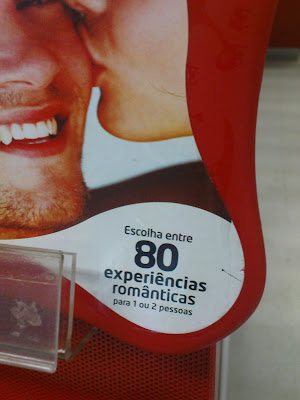 Escolha entre
80
experiências
românticas
para 1 ou 2 pessoas